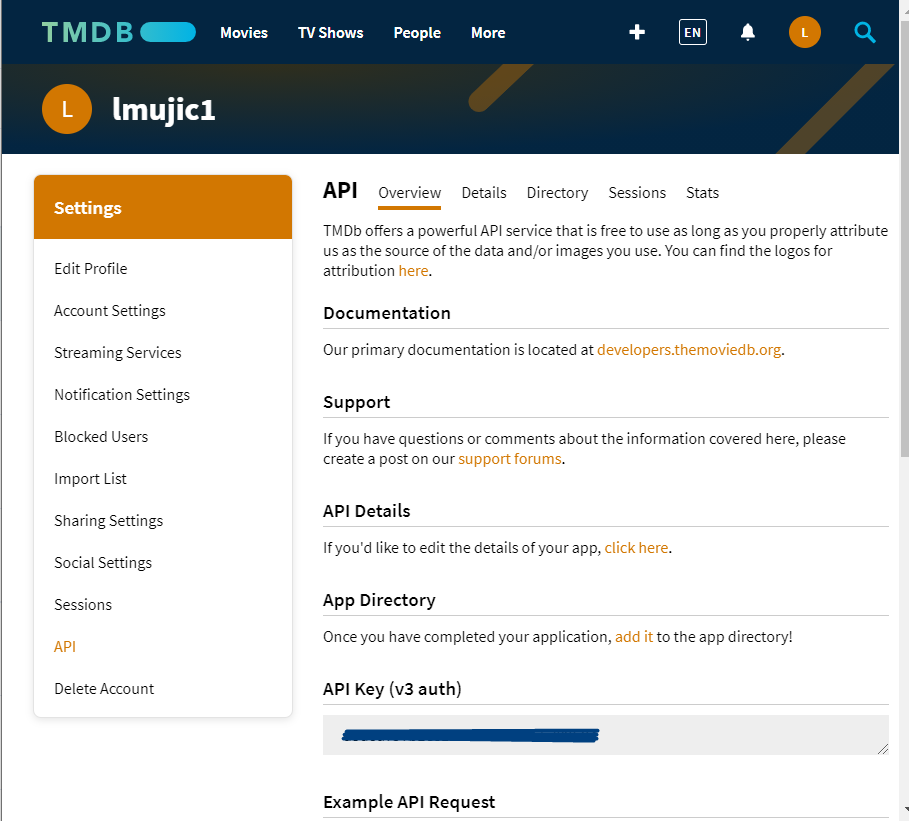 TMDB Movies TV Shows People More EN L
L lmujic1
Settings
Edit Profile
Account Settings
Streaming Services
Notification Settings
Blocked Users
Import List
Sharing Settings
Social Settings
Sessions
API
Delete Account
API Overview Details Directory Sessions Stats
TMDb offers a powerful API service that is free to use as long as you properly attribute
us as the source of the data and/or images you use. You can find the logos for
attribution here.
Documentation
Our primary documentation is located at developers.themoviedb.org.
Support
If you have questions or comments about the information covered here, please
create a post on our support forums.
API Details
If you'd like to edit the details of your app, click here.
App Directory
Once you have completed your application, add it to the app directory!
API Key (v3 auth)
Example API Request